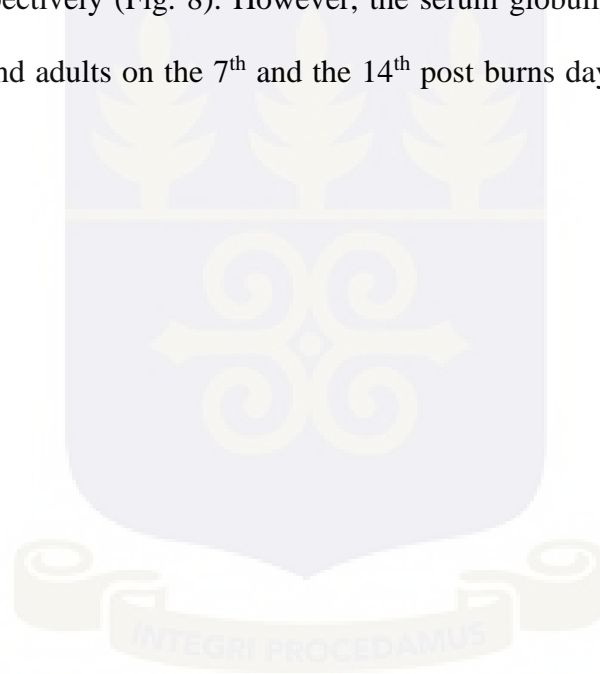 pectively (Fig. 8). However, the serum globuli
nd adults on the 7th and the 14th post burns day
INTEGRI PROCEDAMUS